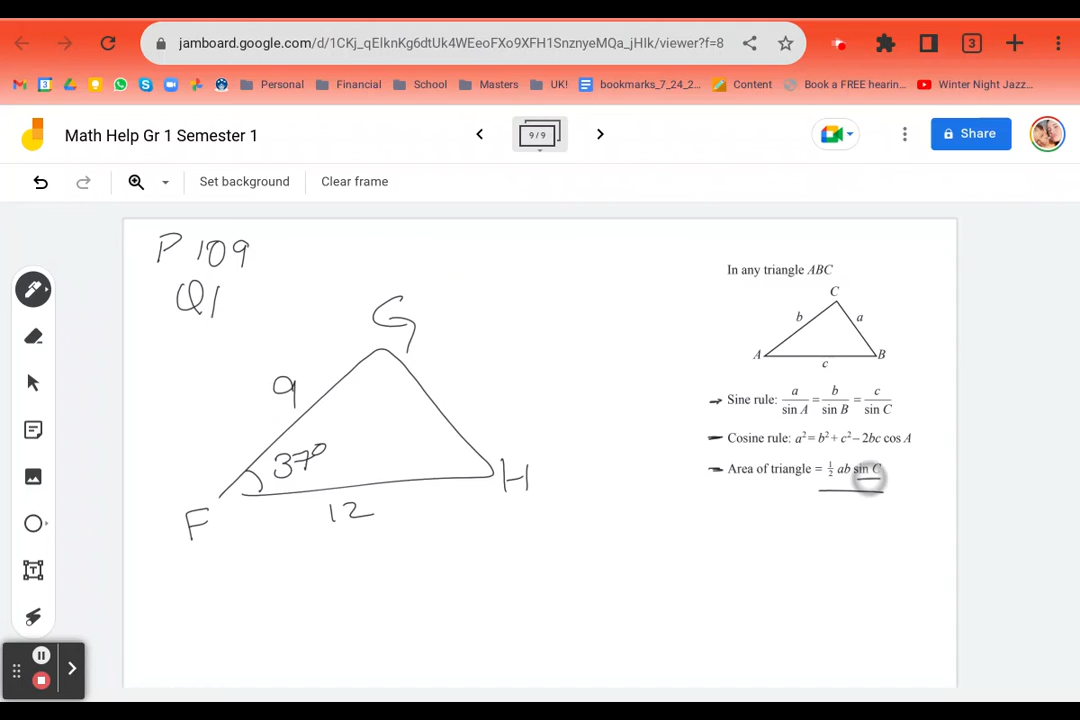 jamboard.google.com/d/1CKj_qElknKg6dtUk4WEeoFXo9XFH1SnznyeMQa_jHIk/viewer?f=8
3
Personal
Financial
School
Masters
UK!
bookmarks_7_24_2...
Content
Book a FREE hearin...
Winter Night Jazz...
Math Help Gr 1 Semester 1
9/9
Share
Set background
Clear frame
P 109
Q1
G
9
37°
H
F
12
In any triangle ABC
C
b
a
A
B
c
Sine rule: a/sin A = b/sin B = c/sin C
Cosine rule: a² = b² + c² – 2bc cos A
Area of triangle = ½ ab sin C